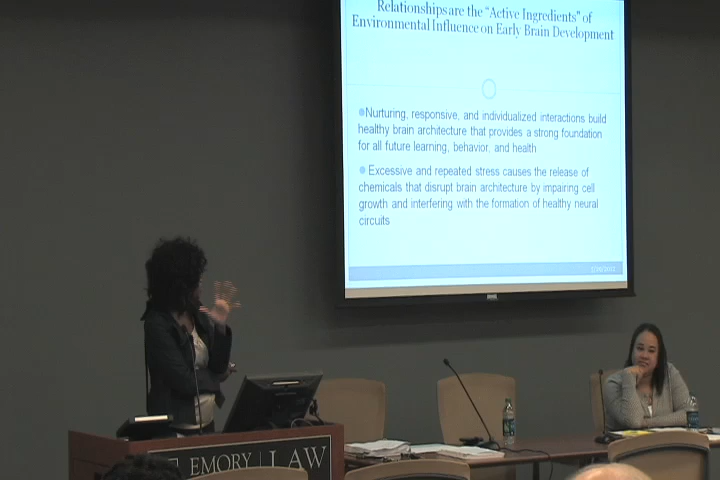 Relationships are the “Active Ingredients” of
Environmental Influence on Early Brain Development
Nurturing, responsive, and individualized interactions build
healthy brain architecture that provides a strong foundation
for all future learning, behavior, and health
Excessive and repeated stress causes the release of
chemicals that disrupt brain architecture by impairing cell
growth and interfering with the formation of healthy neural
circuits
EMORY | LAW